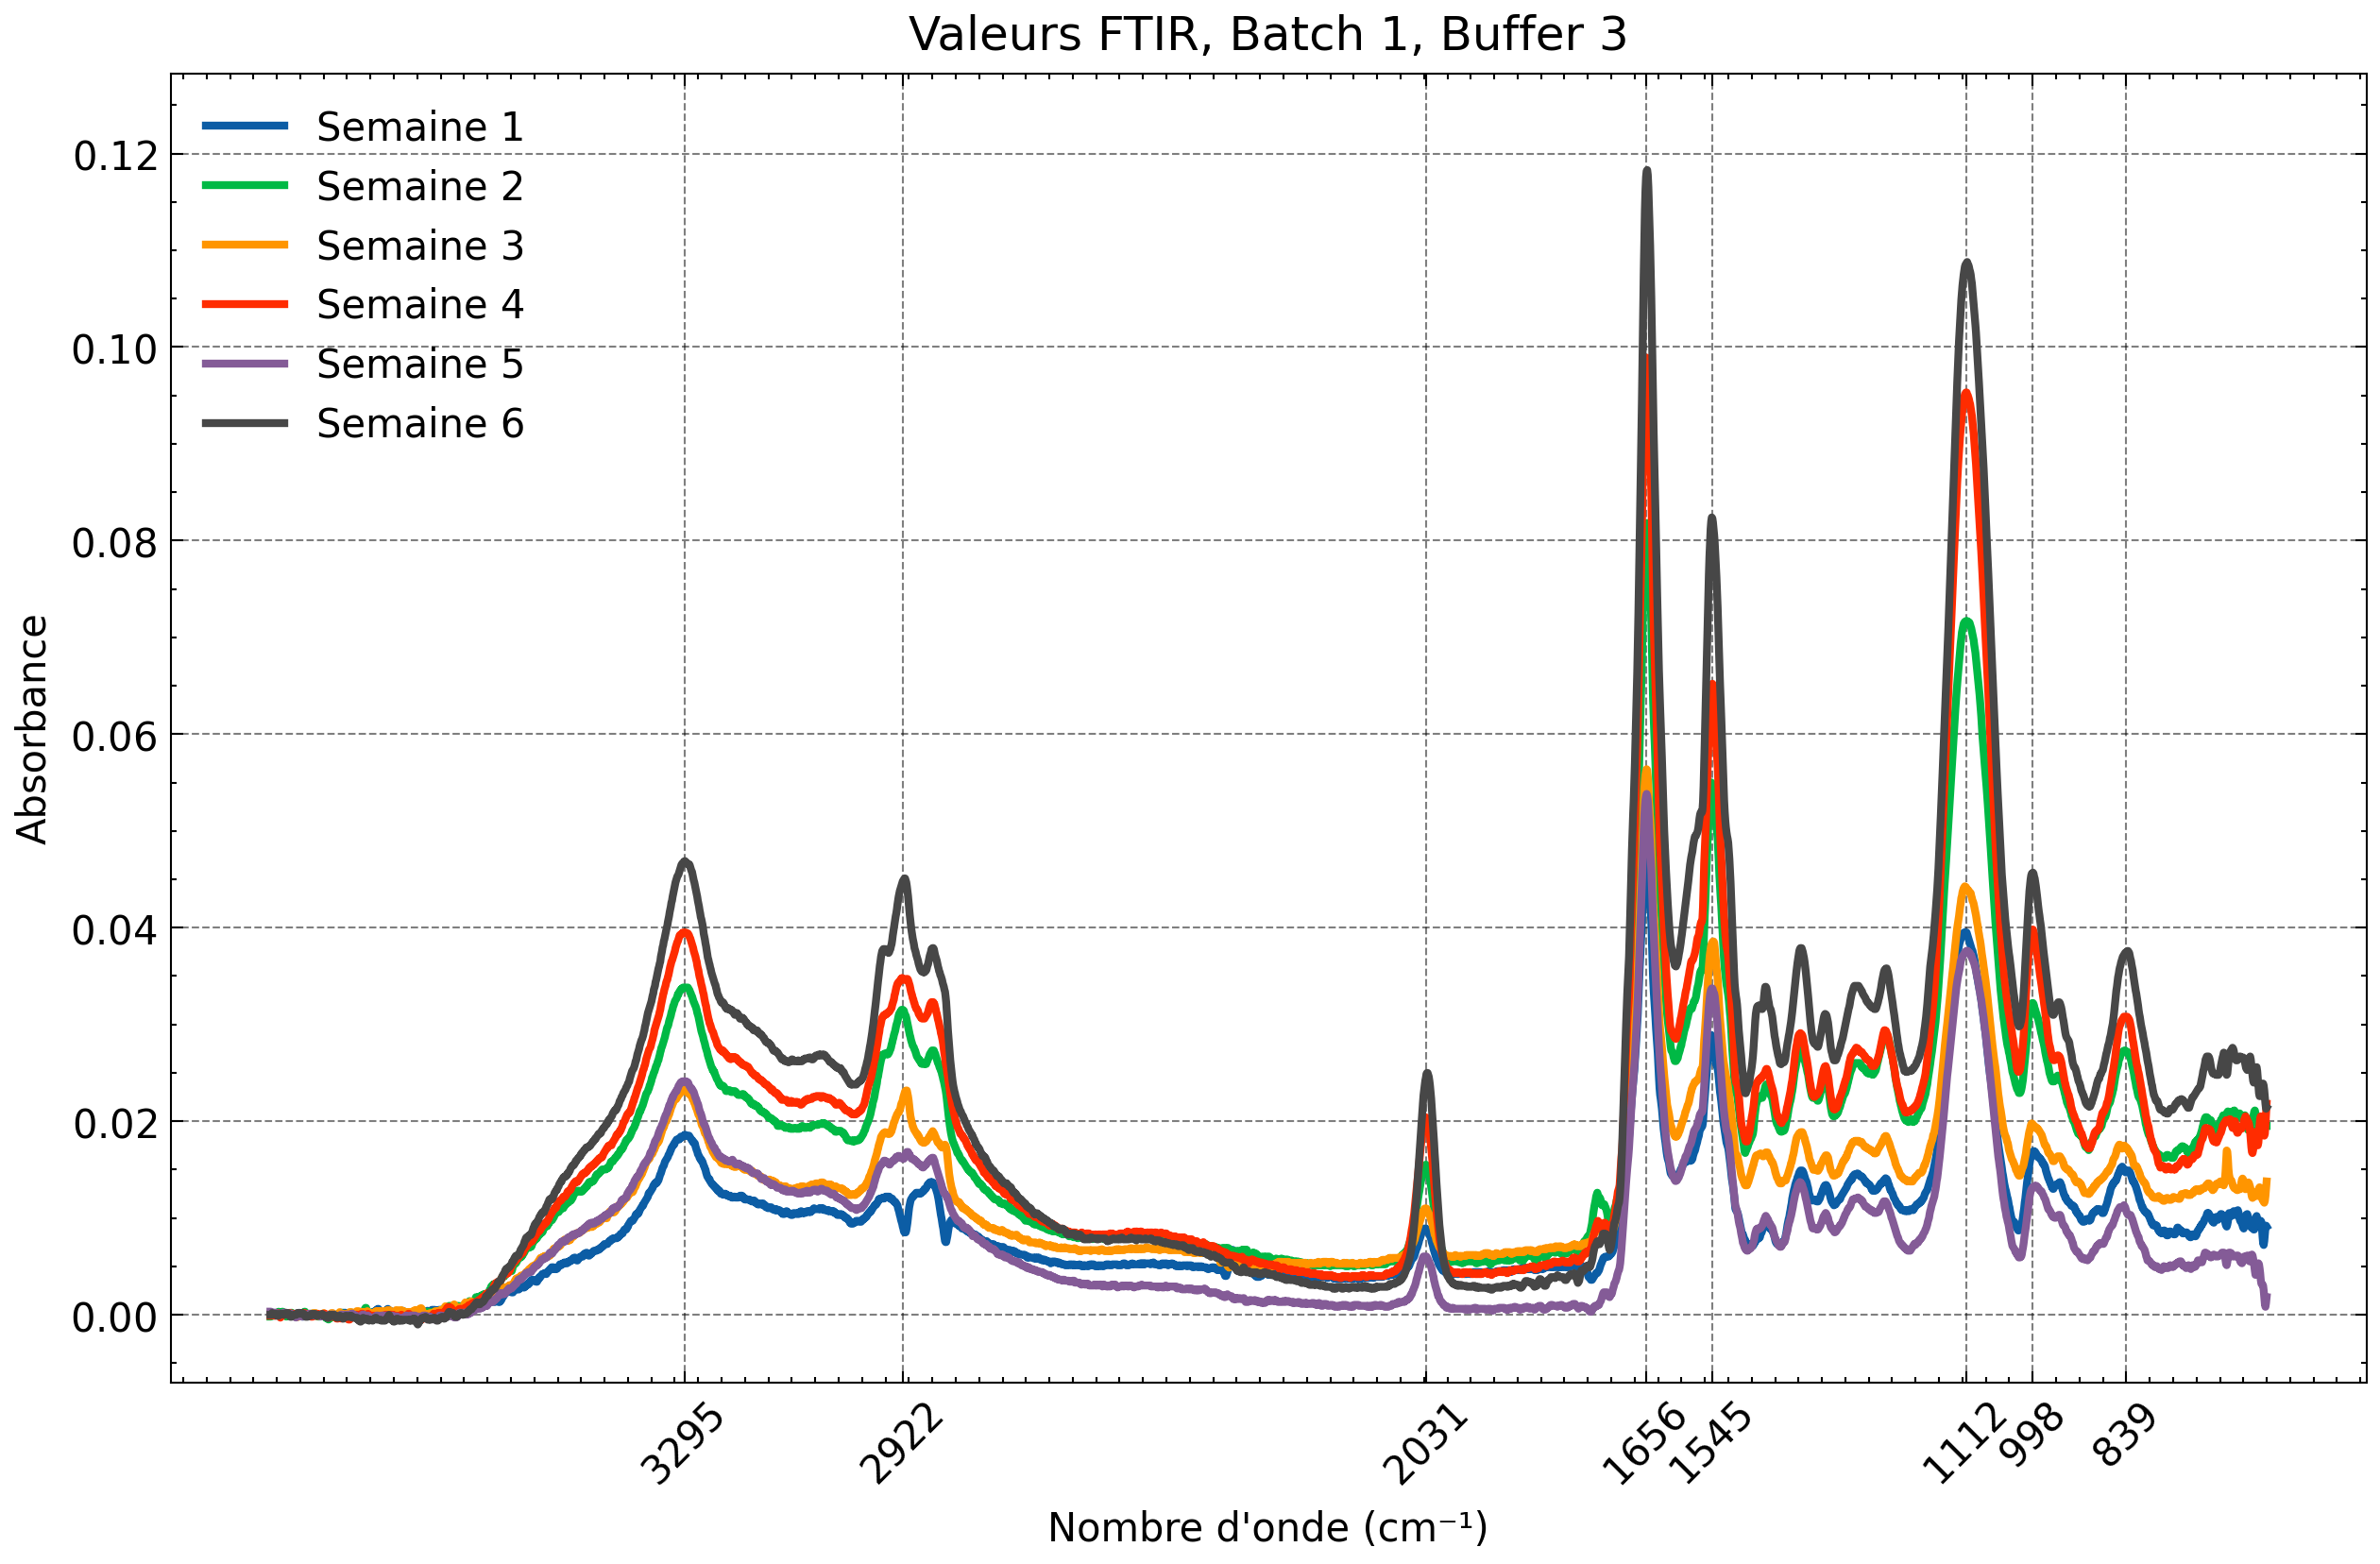 Valeurs FTIR, Batch 1, Buffer 3
Semaine 1
Semaine 2
Semaine 3
Semaine 4
Semaine 5
Semaine 6
0.12
0.10
0.08
0.06
0.04
0.02
0.00
Absorbance
3295
2922
2031
1656
1545
1112
998
839
Nombre d'onde (cm⁻¹)